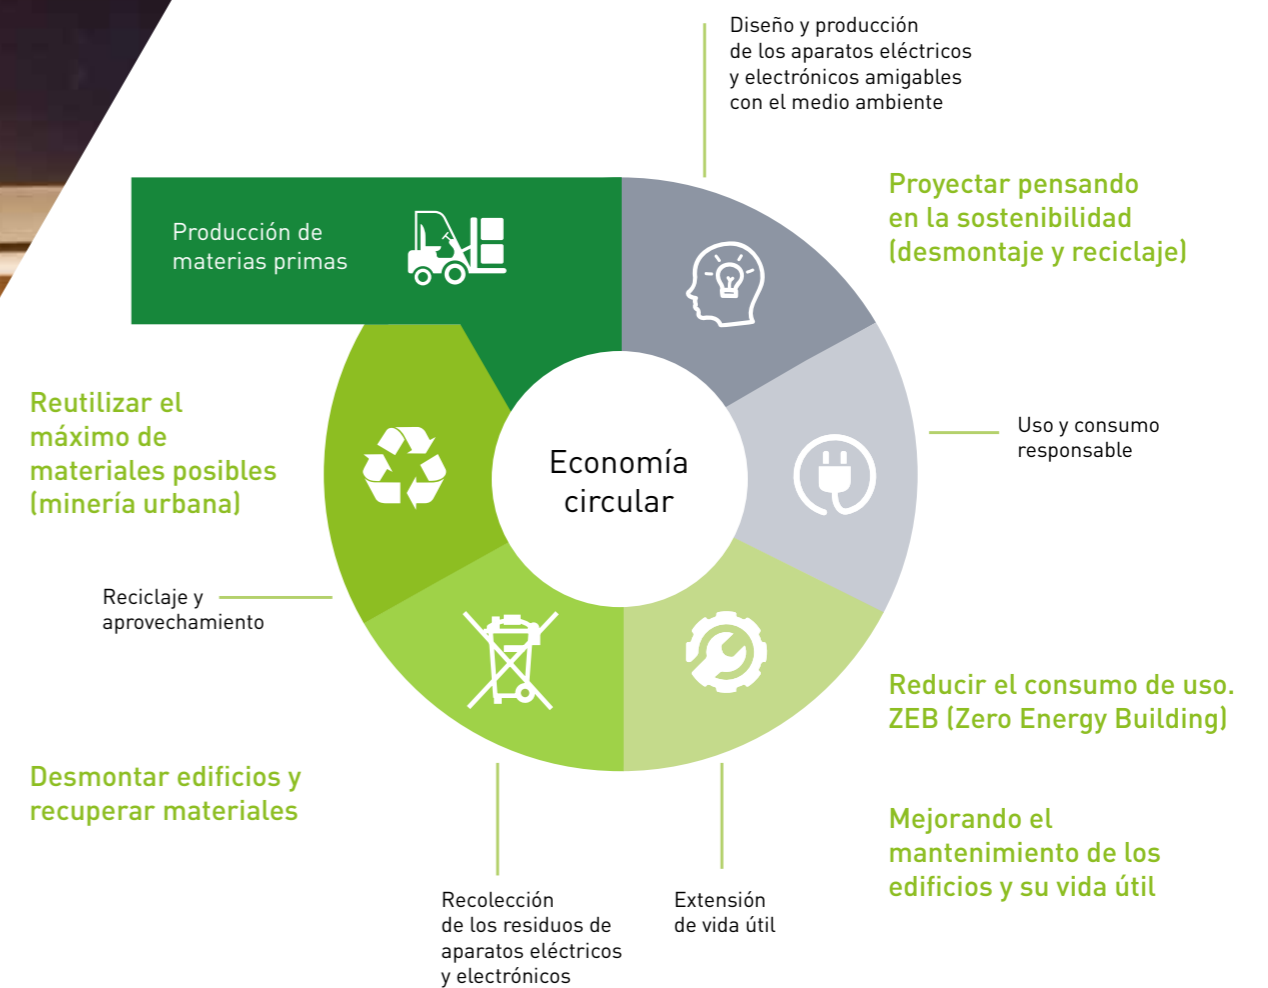 Diseño y producción
de los aparatos eléctricos
y electrónicos amigables
con el medio ambiente
Proyectar pensando
en la sostenibilidad
(desmontaje y reciclaje)
Producción de
materias primas
Reutilizar el
máximo de
materiales posibles
(minería urbana)
Uso y consumo
responsable
Economía
circular
Reciclaje y
aprovechamiento
Reducir el consumo de uso.
ZEB (Zero Energy Building)
Desmontar edificios y
recuperar materiales
Mejorando el
mantenimiento de los
edificios y su vida útil
Recolección
de los residuos de
aparatos eléctricos
y electrónicos
Extensión
de vida útil